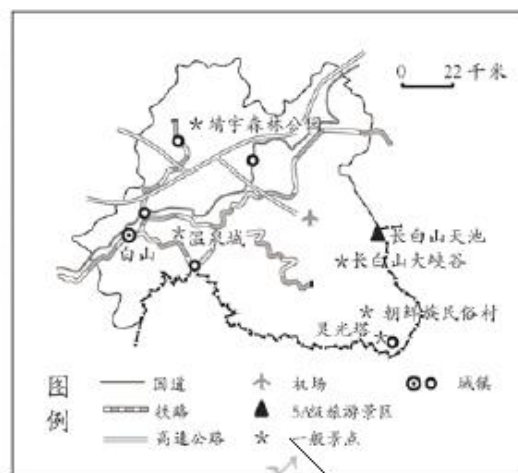 0 22 千米
靖宇森林公园
温泉城
白山
长白山天池
长白山大峡谷
朝鲜族民俗村
灵光塔
图例
国道
机场
城镇
铁路
5A级旅游景区
高速公路
一般景点